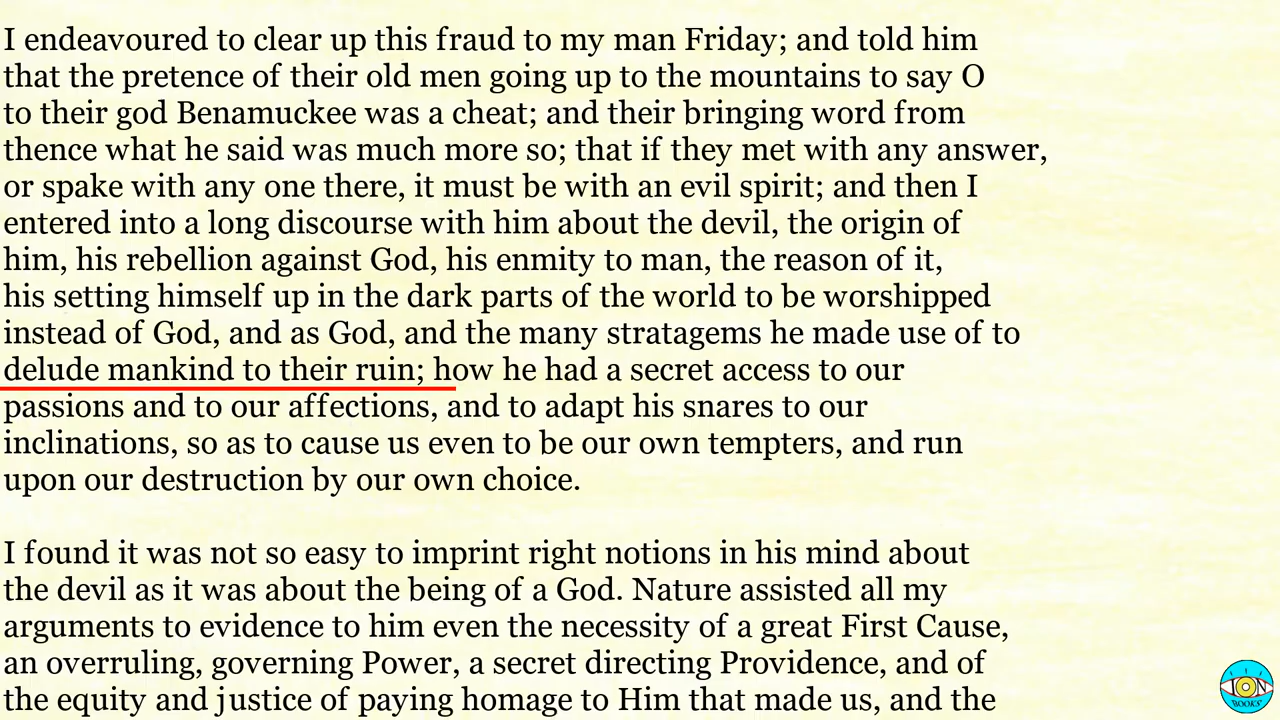 I endeavoured to clear up this fraud to my man Friday; and told him
that the pretence of their old men going up to the mountains to say O
to their god Benamuckee was a cheat; and their bringing word from
thence what he said was much more so; that if they met with any answer,
or spake with any one there, it must be with an evil spirit; and then I
entered into a long discourse with him about the devil, the origin of
him, his rebellion against God, his enmity to man, the reason of it,
his setting himself up in the dark parts of the world to be worshipped
instead of God, and as God, and the many stratagems he made use of to
delude mankind to their ruin; how he had a secret access to our
passions and to our affections, and to adapt his snares to our
inclinations, so as to cause us even to be our own tempters, and run
upon our destruction by our own choice.
I found it was not so easy to imprint right notions in his mind about
the devil as it was about the being of a God. Nature assisted all my
arguments to evidence to him even the necessity of a great First Cause,
an overruling, governing Power, a secret directing Providence, and of
the equity and justice of paying homage to Him that made us, and the
ION
BOOKS